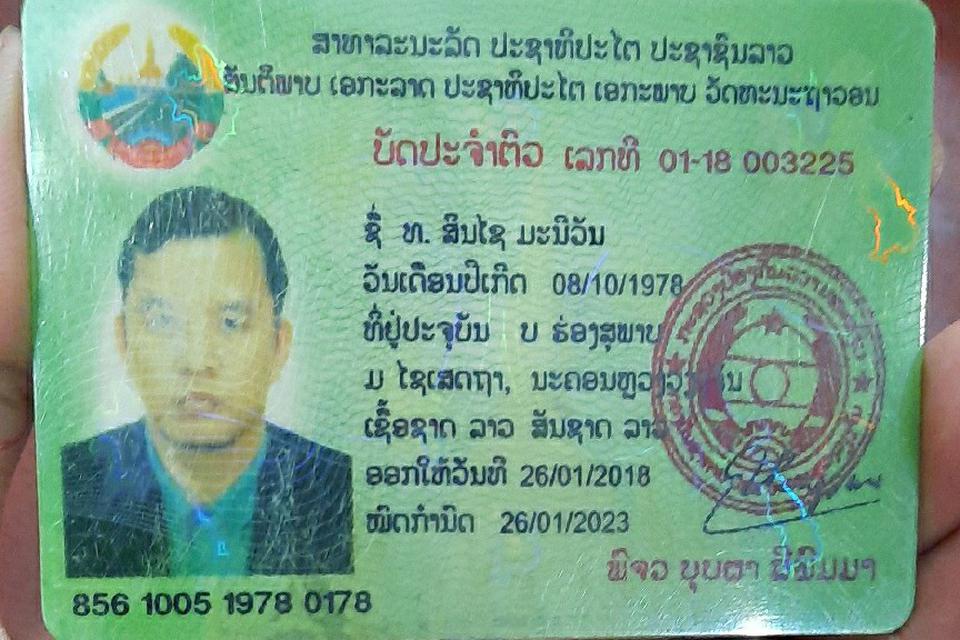 ສາທາລະນະລັດ ປະຊາທິປະໄຕ ປະຊາຊົນລາວ
ສັນຕິພາບ ເອກະລາດ ປະຊາທິປະໄຕ ເອກະພາບ ວັດທະນະຖາວອນ
ບັດປະຈຳຕົວ ເລກທີ 01-18 003225
ຊື່ ທ. ສິນໄຊ ມະນີວັນ
ວັນເດືອນປີເກີດ 08/10/1978
ທີ່ຢູ່ປະຈຸບັນ ບ ຮ່ອງສຸພາບ
ມ ໄຊເສດຖາ, ນະຄອນຫຼວງວຽງຈັນ
ເຊື້ອຊາດ ລາວ ສັນຊາດ ລາວ
ອອກໃຫ້ວັນທີ 26/01/2018
ໝົດກຳນົດ 26/01/2023
ພົຈວ ບຸບຜາ
856 1005 1978 0178